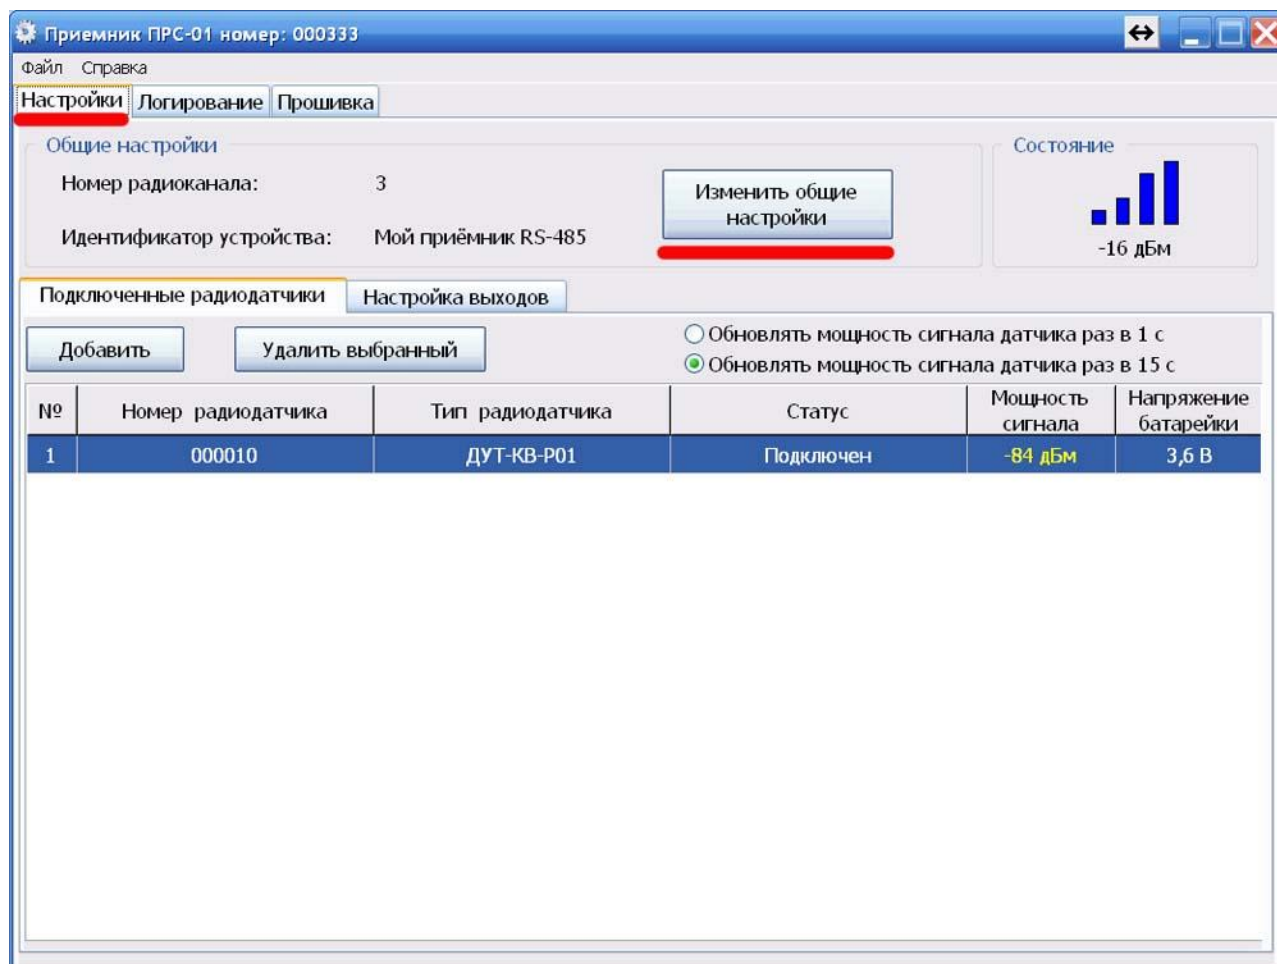 Приемник ПРС-01 номер: 000333
Файл Справка
Настройки Логирование Прошивка
Общие настройки
Состояние
Номер радиоканала: 3
Изменить общие
настройки
Идентификатор устройства: Мой приёмник RS-485
-16 дБм
Подключенные радиодатчики Настройка выходов
Добавить Удалить выбранный
Обновлять мощность сигнала датчика раз в 1 с
Обновлять мощность сигнала датчика раз в 15 с
№ Номер радиодатчика Тип радиодатчика Статус Мощность сигнала Напряжение батарейки
1 000010 ДУТ-КВ-Р01 Подключен -84 дБм 3,6 В